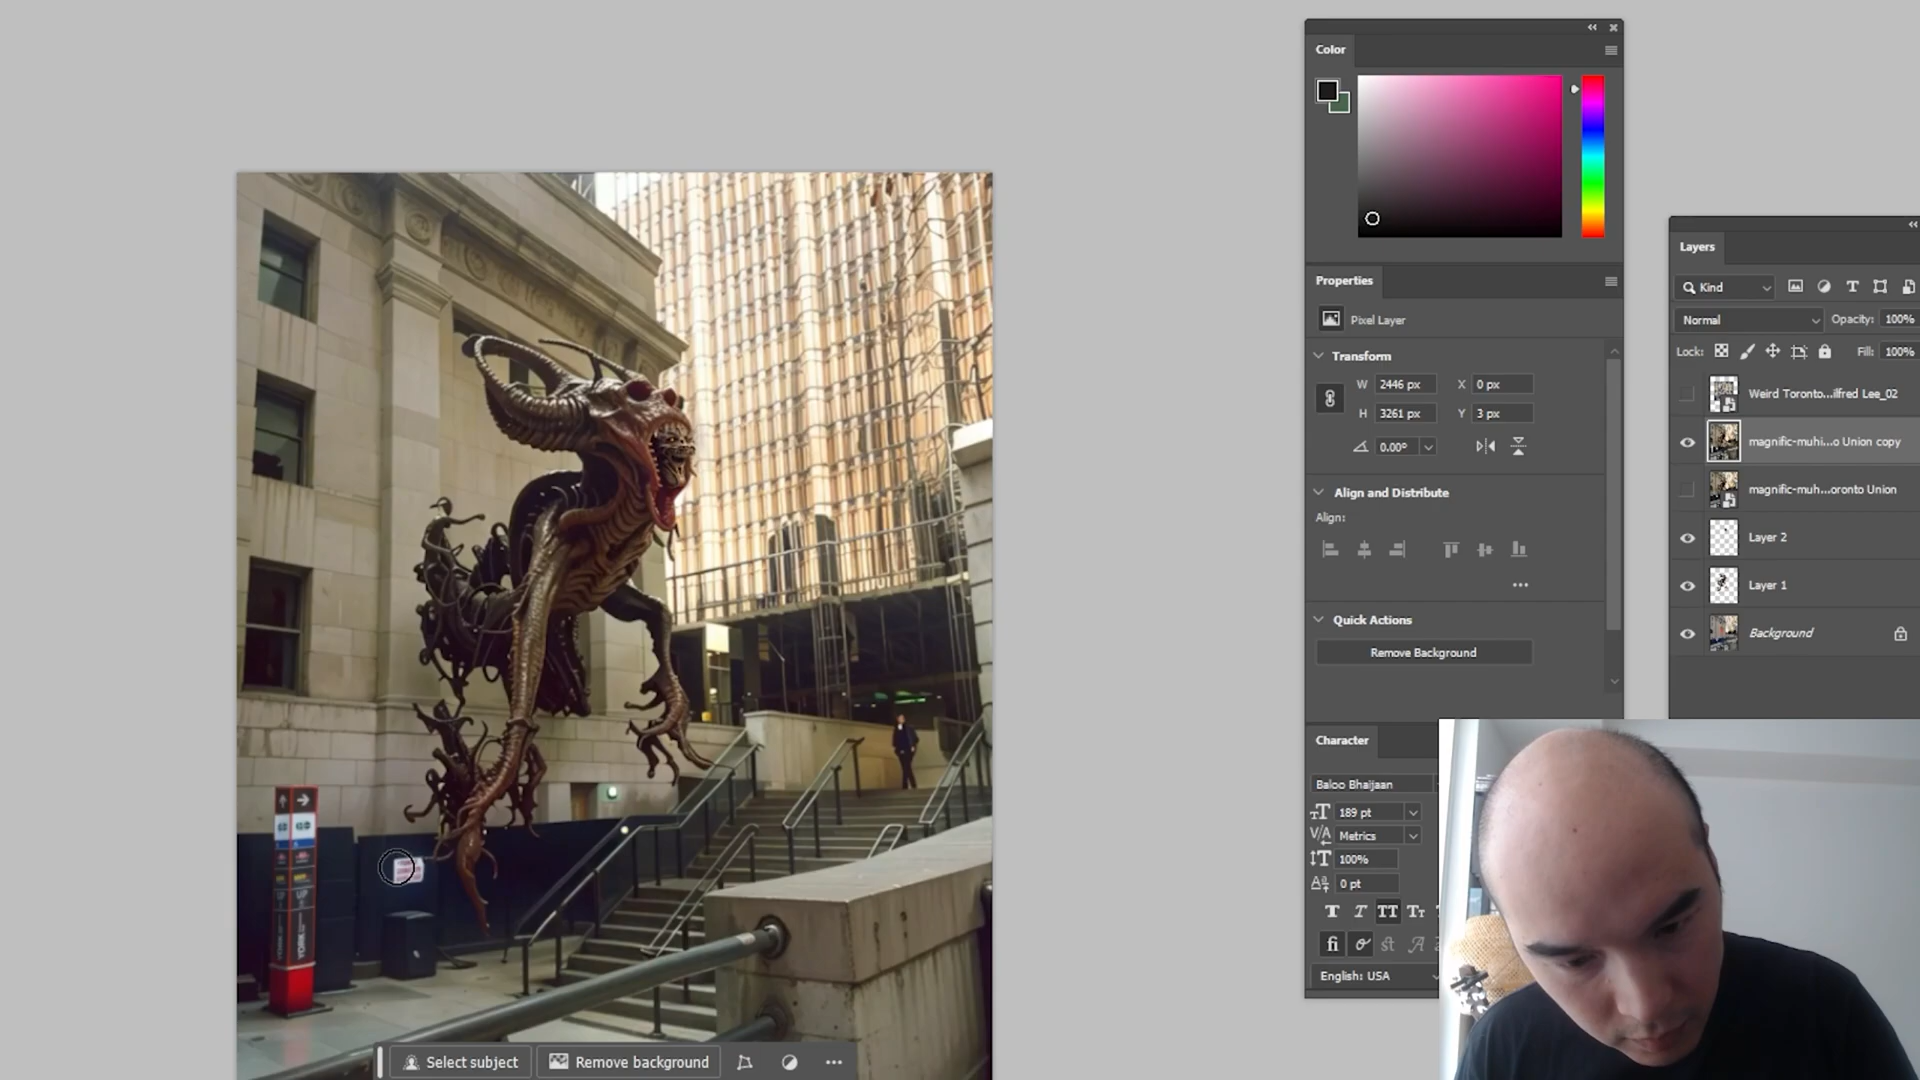 Color
Properties
Pixel Layer
Transform
W 2446 px X 0 px
H 3261 px Y 3 px
0.00°
Align and Distribute
Align:
Quick Actions
Remove Background
Character
Baloo Bhaijaan
189 pt
Metrics
100%
0 pt
English: USA
Layers
Kind
Normal Opacity: 100%
Lock: Fill: 100%
Weird Toronto...ilfred Lee_02
magnific-muhi...o Union copy
magnific-muh...oronto Union
Layer 2
Layer 1
Background
UP
YORK
Select subject Remove background